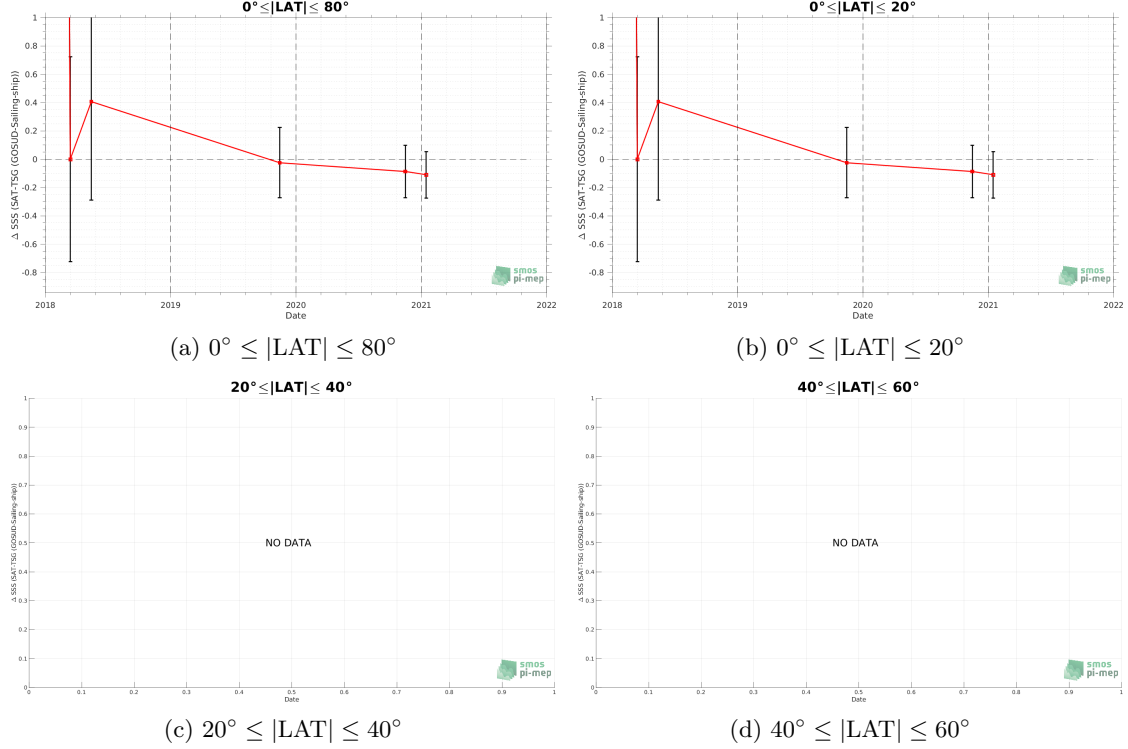 0°≤|LAT|≤ 80°
1
0.8
0.6
0.4
0.2
0
-0.2
-0.4
-0.6
-0.8
Δ SSS (SAT-TSG (GOSUD-Sailing-ship))
smos
pi-mep
2018 2019 2020 2021 2022
Date
(a) 0° ≤ |LAT| ≤ 80°
0°≤|LAT|≤ 20°
1
0.8
0.6
0.4
0.2
0
-0.2
-0.4
-0.6
-0.8
Δ SSS (SAT-TSG (GOSUD-Sailing-ship))
smos
pi-mep
2018 2019 2020 2021 2022
Date
(b) 0° ≤ |LAT| ≤ 20°
20°≤|LAT|≤ 40°
1
0.9
0.8
0.7
0.6
0.5
0.4
0.3
0.2
0.1
0
Δ SSS (SAT-TSG (GOSUD-Sailing-ship))
NO DATA
smos
pi-mep
0 0.1 0.2 0.3 0.4 0.5 0.6 0.7 0.8 0.9 1
Date
(c) 20° ≤ |LAT| ≤ 40°
40°≤|LAT|≤ 60°
1
0.9
0.8
0.7
0.6
0.5
0.4
0.3
0.2
0.1
0
Δ SSS (SAT-TSG (GOSUD-Sailing-ship))
NO DATA
smos
pi-mep
0 0.1 0.2 0.3 0.4 0.5 0.6 0.7 0.8 0.9 1
Date
(d) 40° ≤ |LAT| ≤ 60°